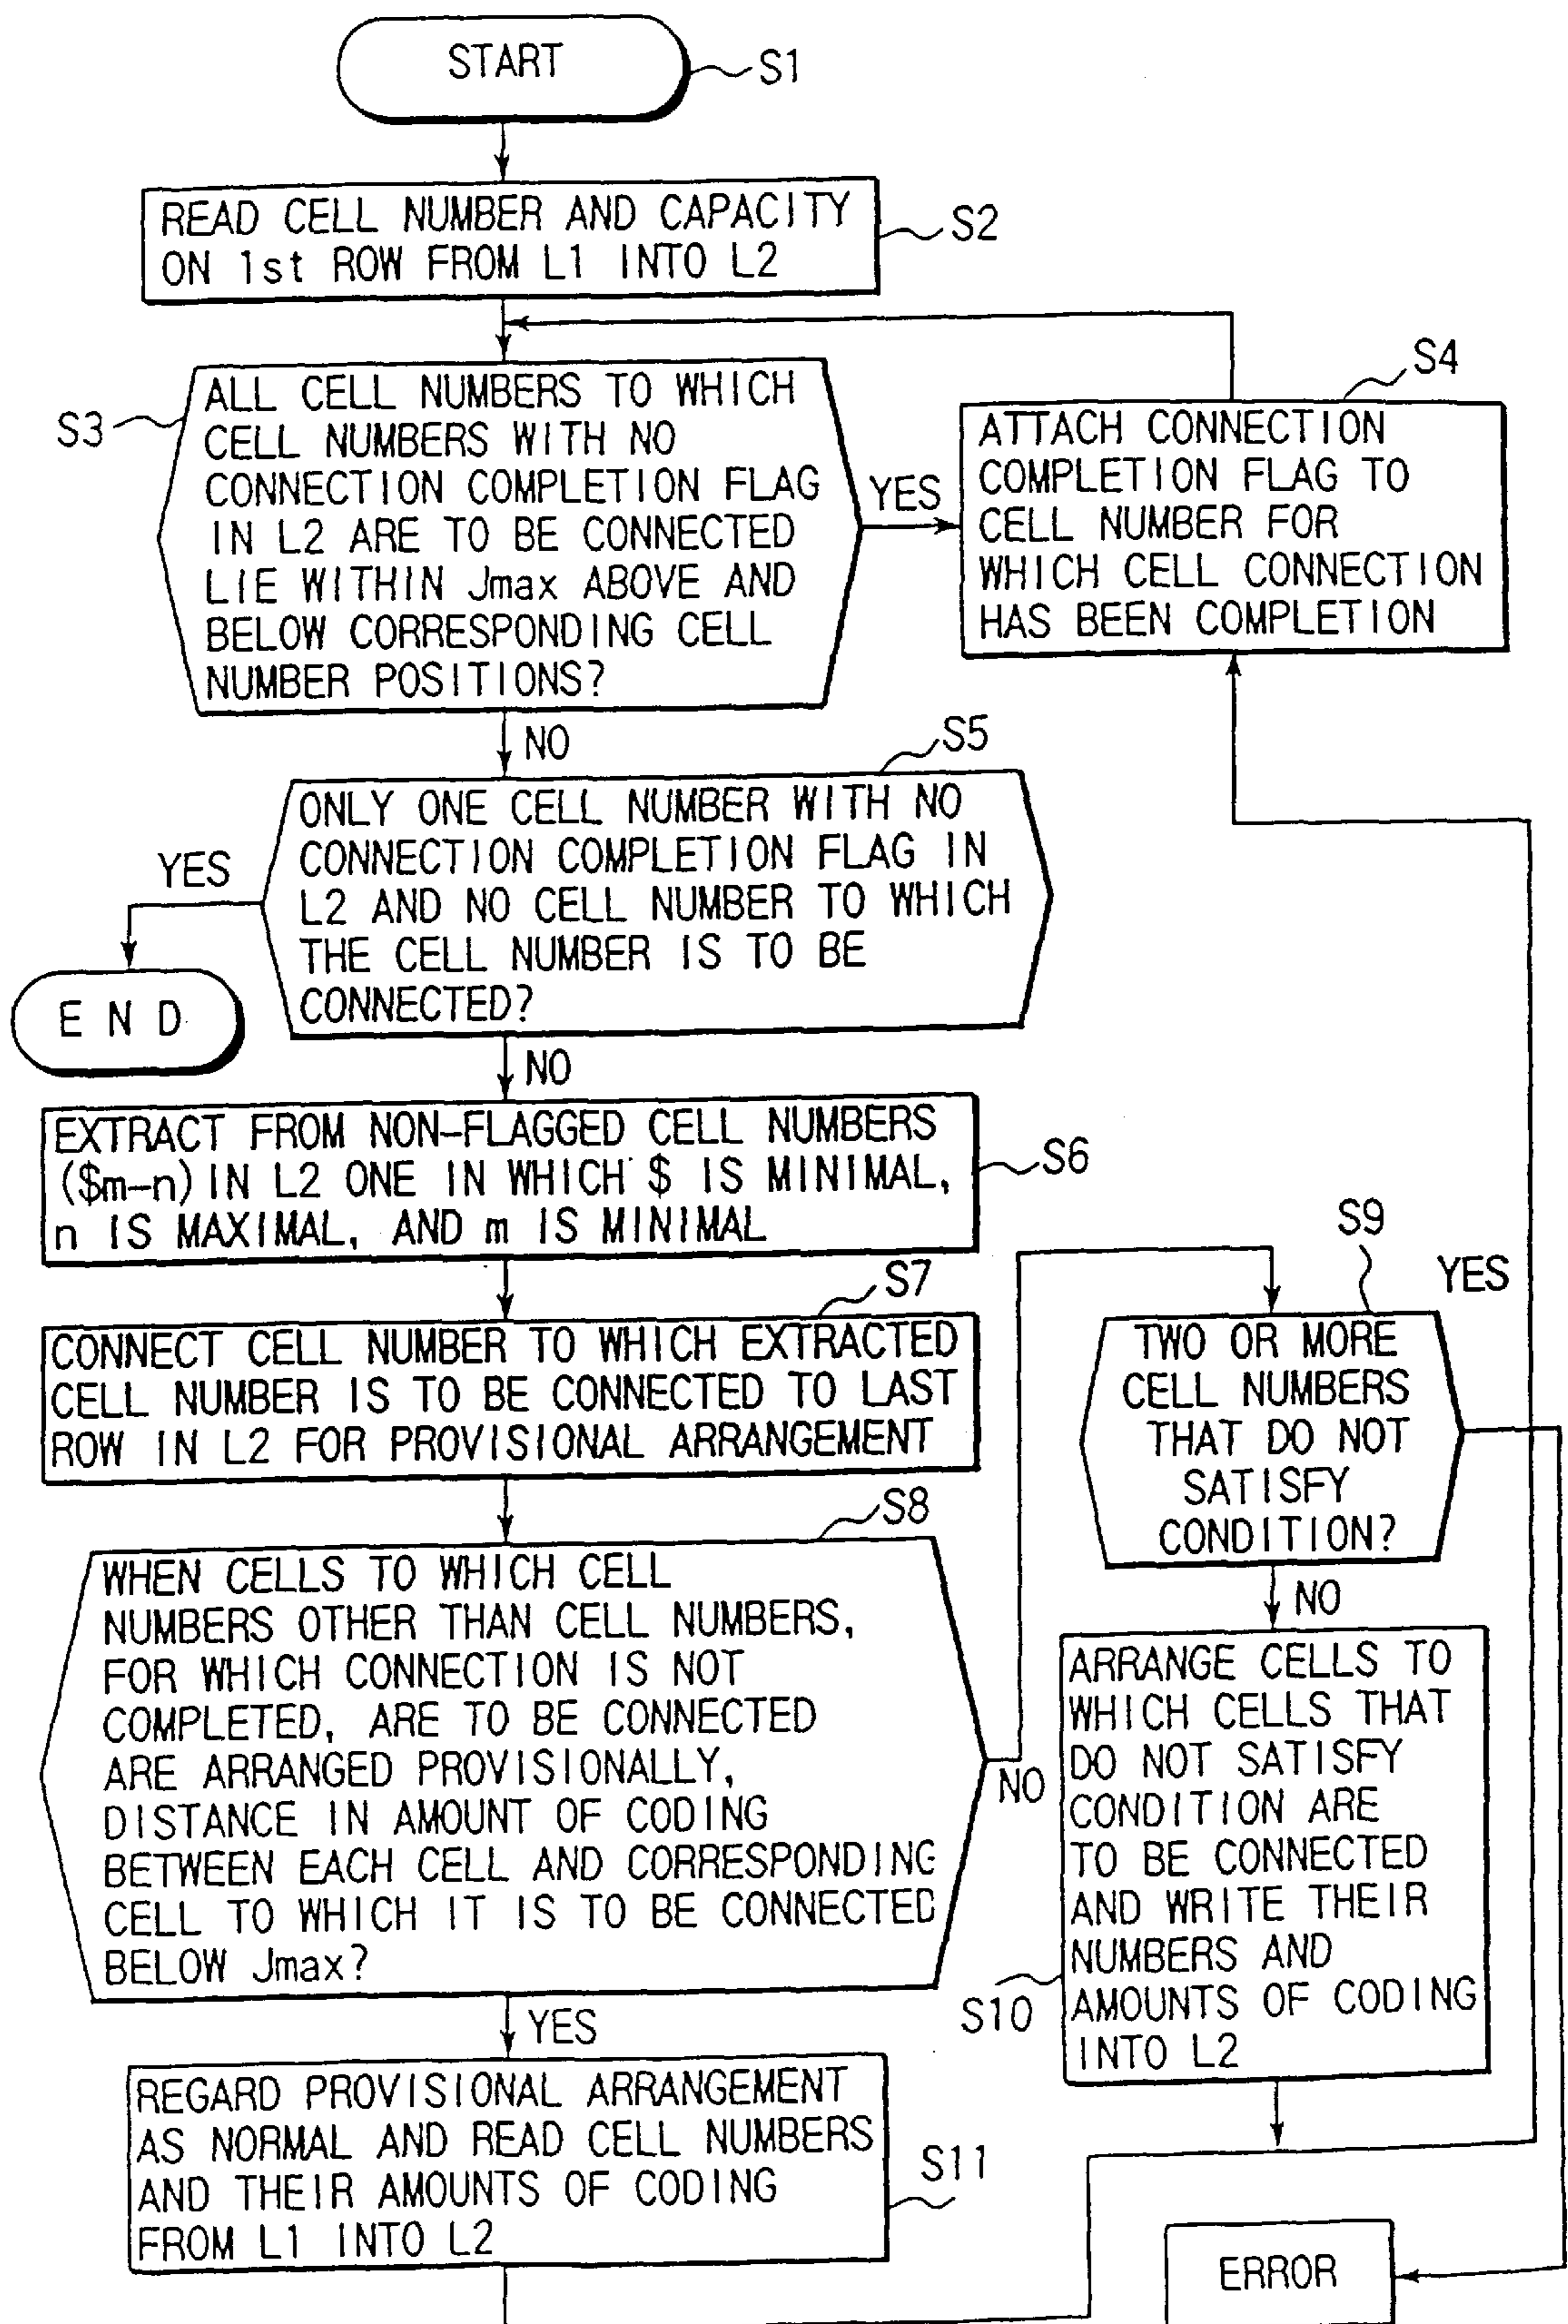 START
S1
READ CELL NUMBER AND CAPACITY
ON 1st ROW FROM L1 INTO L2
S2
S3
ALL CELL NUMBERS TO WHICH
CELL NUMBERS WITH NO
CONNECTION COMPLETION FLAG
IN L2 ARE TO BE CONNECTED
LIE WITHIN Jmax ABOVE AND
BELOW CORRESPONDING CELL
NUMBER POSITIONS?
YES
S4
ATTACH CONNECTION
COMPLETION FLAG TO
CELL NUMBER FOR
WHICH CELL CONNECTION
HAS BEEN COMPLETION
NO
S5
ONLY ONE CELL NUMBER WITH NO
CONNECTION COMPLETION FLAG IN
L2 AND NO CELL NUMBER TO WHICH
THE CELL NUMBER IS TO BE
CONNECTED?
YES
END
NO
EXTRACT FROM NON-FLAGGED CELL NUMBERS
($m-n) IN L2 ONE IN WHICH $ IS MINIMAL,
n IS MAXIMAL, AND m IS MINIMAL
S6
S7
CONNECT CELL NUMBER TO WHICH EXTRACTED
CELL NUMBER IS TO BE CONNECTED TO LAST
ROW IN L2 FOR PROVISIONAL ARRANGEMENT
S8
WHEN CELLS TO WHICH CELL
NUMBERS OTHER THAN CELL NUMBERS,
FOR WHICH CONNECTION IS NOT
COMPLETED, ARE TO BE CONNECTED
ARE ARRANGED PROVISIONALLY,
DISTANCE IN AMOUNT OF CODING
BETWEEN EACH CELL AND CORRESPONDING
CELL TO WHICH IT IS TO BE CONNECTED
BELOW Jmax?
NO
S9
YES
TWO OR MORE
CELL NUMBERS
THAT DO NOT
SATISFY
CONDITION?
NO
ARRANGE CELLS TO
WHICH CELLS THAT
DO NOT SATISFY
CONDITION ARE
TO BE CONNECTED
AND WRITE THEIR
NUMBERS AND
AMOUNTS OF CODING
INTO L2
S10
YES
REGARD PROVISIONAL ARRANGEMENT
AS NORMAL AND READ CELL NUMBERS
AND THEIR AMOUNTS OF CODING
FROM L1 INTO L2
S11
ERROR